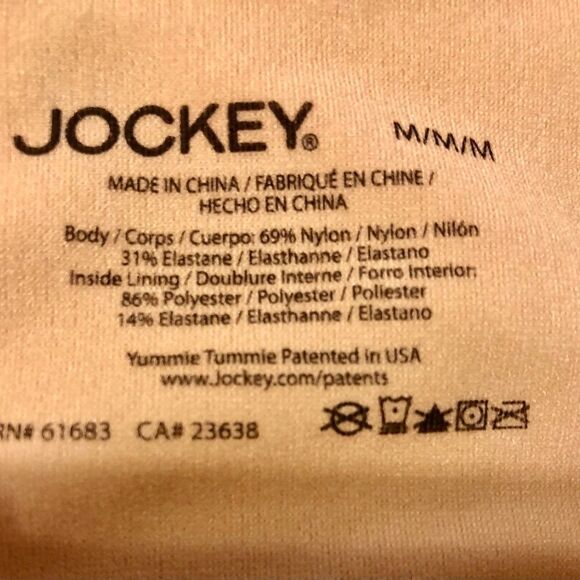 JOCKEY®
M/M/M
MADE IN CHINA / FABRIQUÉ EN CHINE /
HECHO EN CHINA
Body / Corps / Cuerpo: 69% Nylon / Nylon / Nilón
31% Elastane / Elasthanne / Elastano
Inside Lining / Doublure Interne / Forro Interior:
86% Polyester / Polyester / Poliester
14% Elastane / Elasthanne / Elastano
Yummie Tummie Patented in USA
www.Jockey.com/patents
RN# 61683 CA# 23638